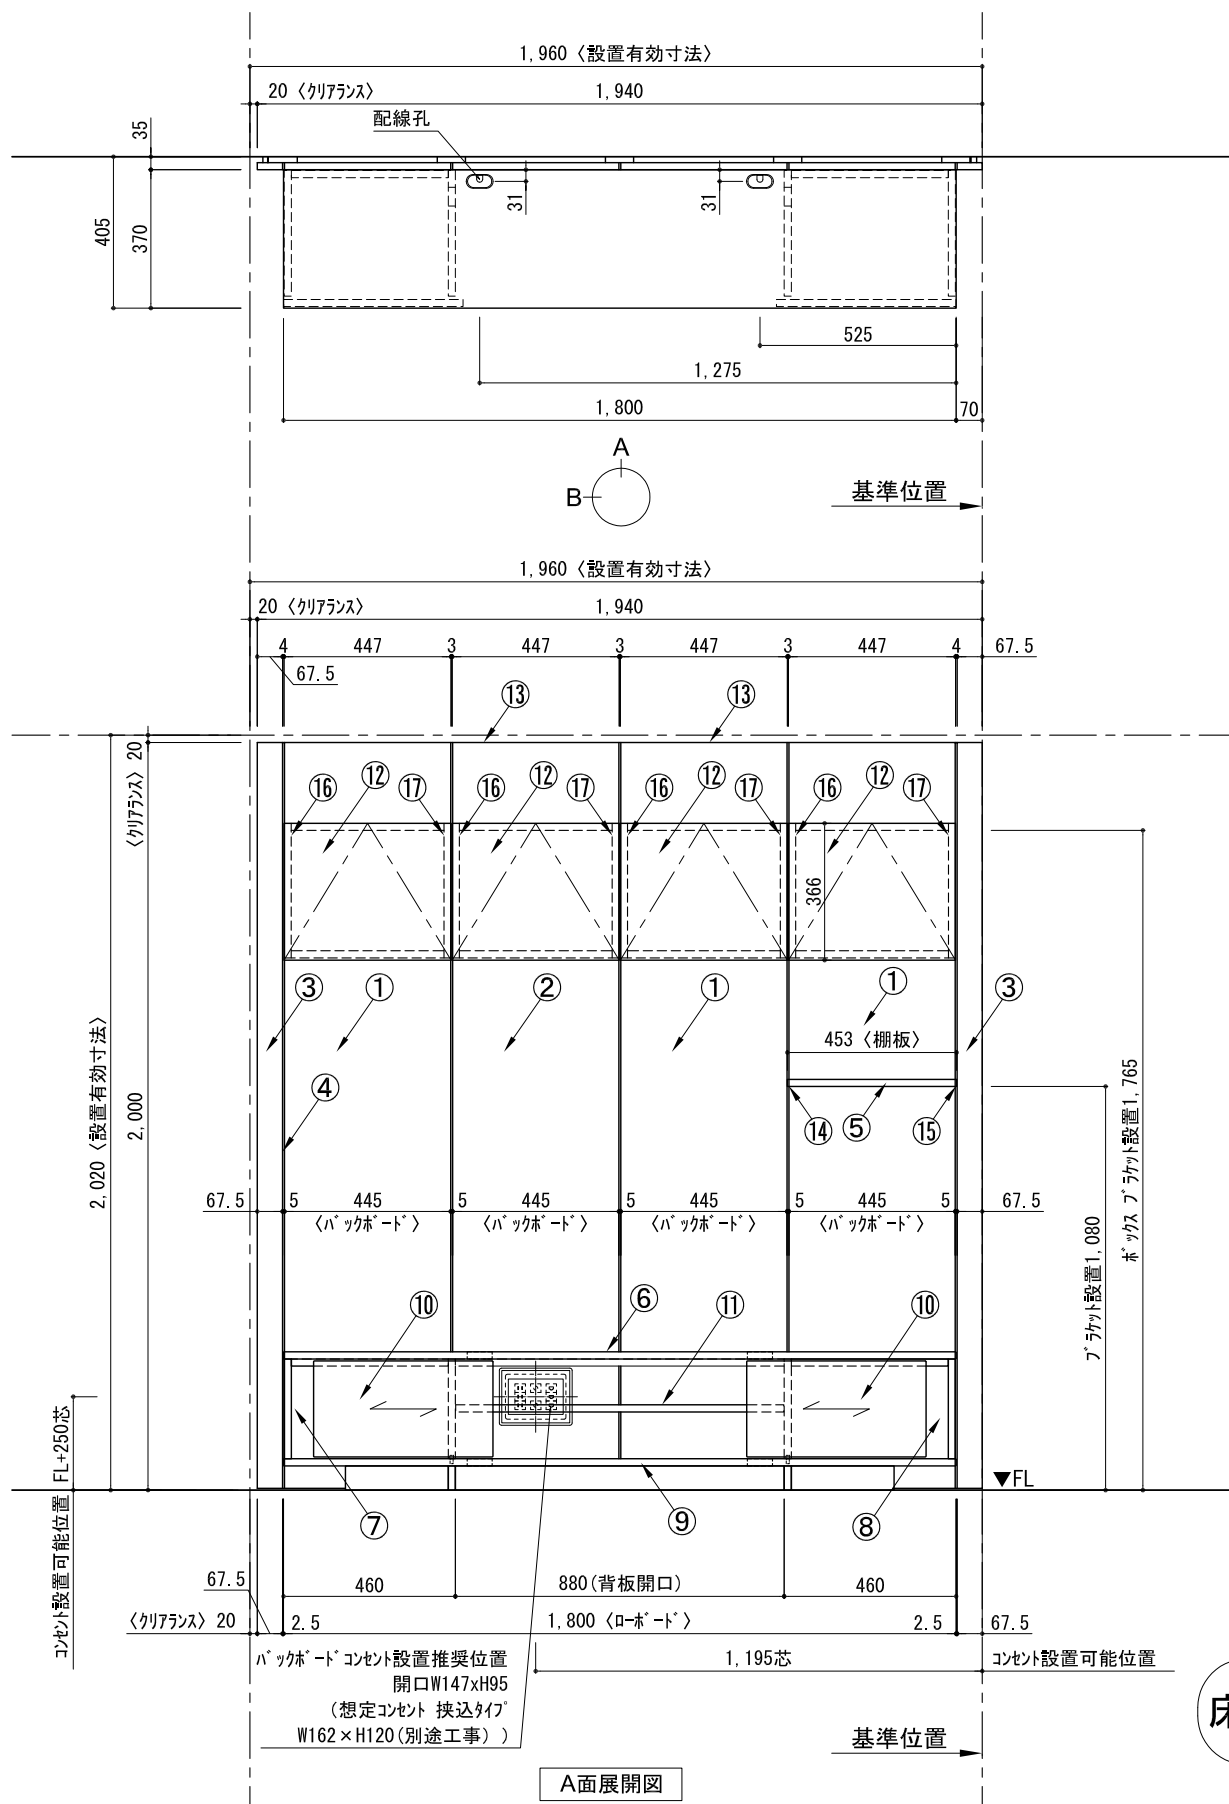 1,960〈設置有効寸法〉
20〈クリアランス〉
1,940
配線孔
35
405
370
31
31
525
1,275
1,800
70
A
B
基準位置
1,960〈設置有効寸法〉
20〈クリアランス〉
1,940
4
447
3
447
3
447
3
447
4
67.5
67.5
⑬
⑬
〈クリアランス〉20
⑯
⑫
⑰
⑯
⑫
⑰
⑯
⑫
⑰
⑯
⑫
⑰
366
③
①
②
①
①
③
453〈棚板〉
④
⑭
⑤
⑮
2,020〈設置有効寸法〉
2,000
ボックス ブラケット設置1,765
ブラケット設置1,080
67.5
5
445
5
445
5
445
5
445
5
67.5
〈バックボード〉
〈バックボード〉
〈バックボード〉
〈バックボード〉
⑥
⑩
⑪
⑩
コンセント設置可能位置 FL+250芯
▼FL
⑦
⑨
⑧
67.5
460
880(背板開口)
460
〈クリアランス〉20
2.5
1,800〈ローボード〉
2.5
67.5
バックボードコンセント設置推奨位置
開口W147xH95
(想定コンセント 挟込タイプ
W162×H120(別途工事))
1,195芯
コンセント設置可能位置
基準位置
A面展開図